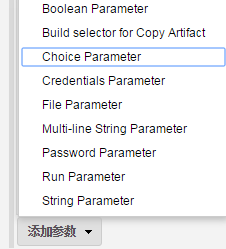 Boolean Parameter
Build selector for Copy Artifact
Choice Parameter
Credentials Parameter
File Parameter
Multi-line String Parameter
Password Parameter
Run Parameter
String Parameter
添加参数